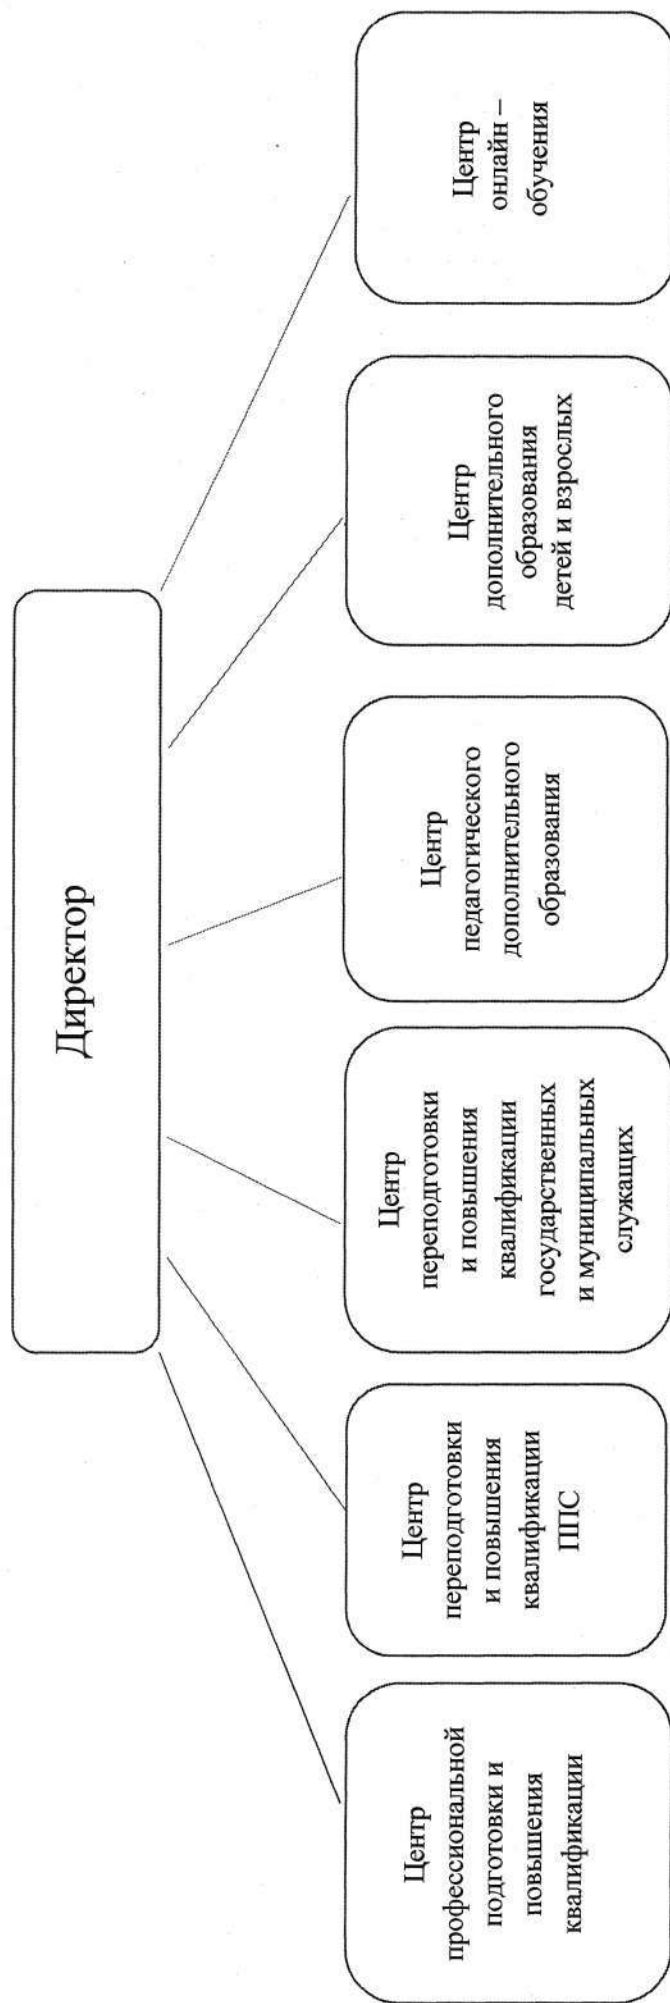 Директор
Центр
профессиональной
подготовки и
повышения
квалификации
Центр
переподготовки
и повышения
квалификации
ППС
Центр
переподготовки
и повышения
квалификации
государственных
и муниципальных
служащих
Центр
педагогического
дополнительного
образования
Центр
дополнительного
образования
детей и взрослых
Центр
онлайн –
обучения